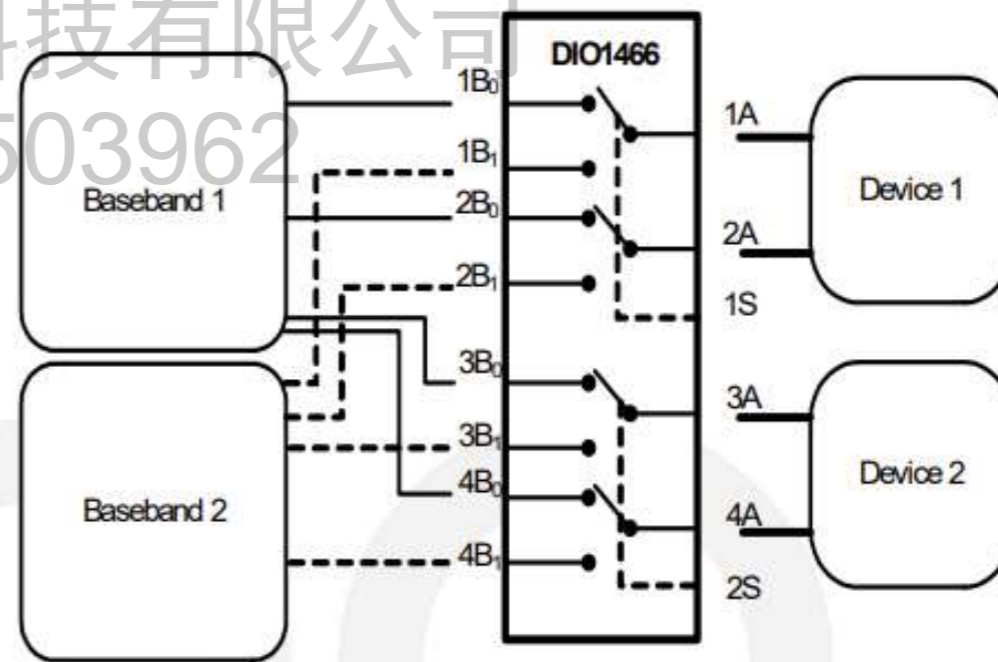 科技有限公司
503962
DIO1466
Baseband 1
Baseband 2
1B₀
1B₁
2B₀
2B₁
3B₀
3B₁
4B₀
4B₁
1A
2A
1S
3A
4A
2S
Device 1
Device 2